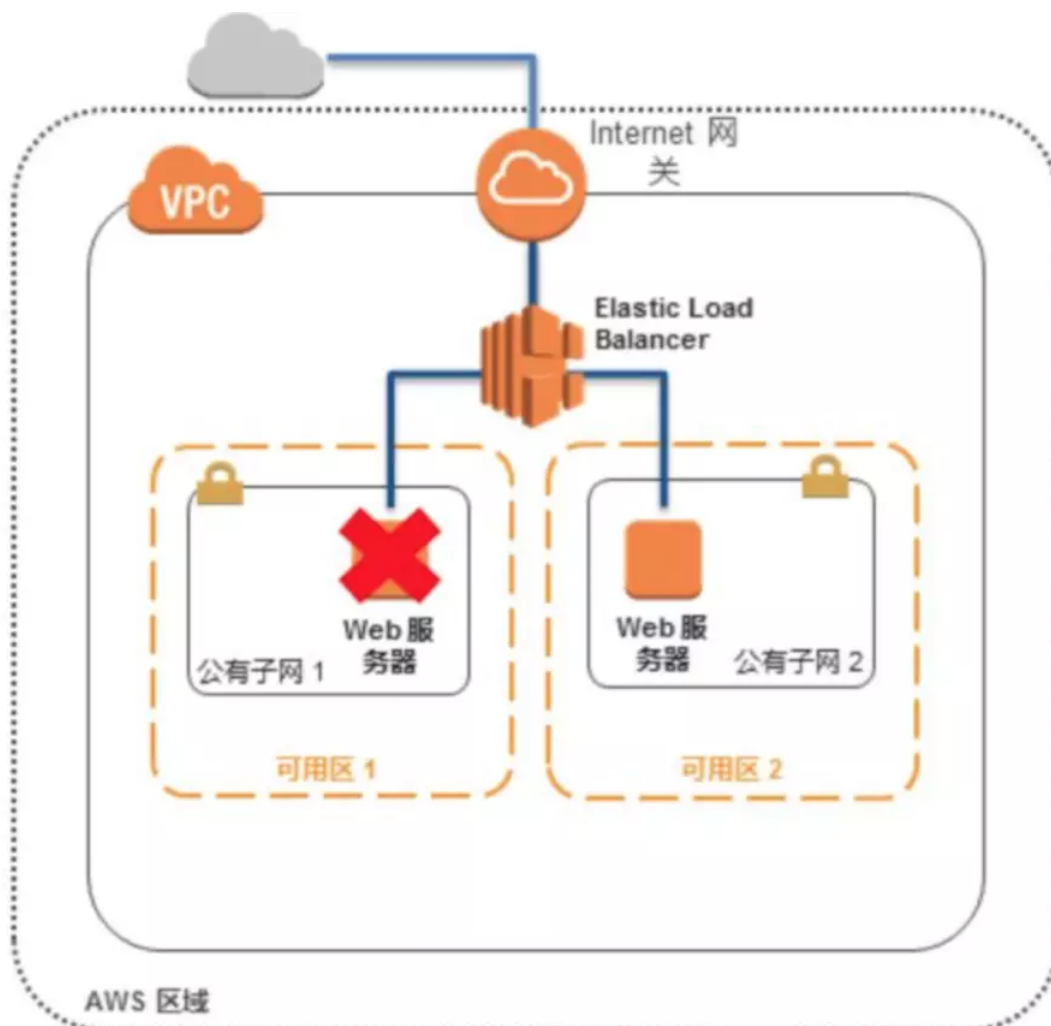 Internet 网
关
VPC
Elastic Load
Balancer
Web 服
务器
公有子网 1
Web 服
务器
公有子网 2
可用区 1
可用区 2
AWS 区域